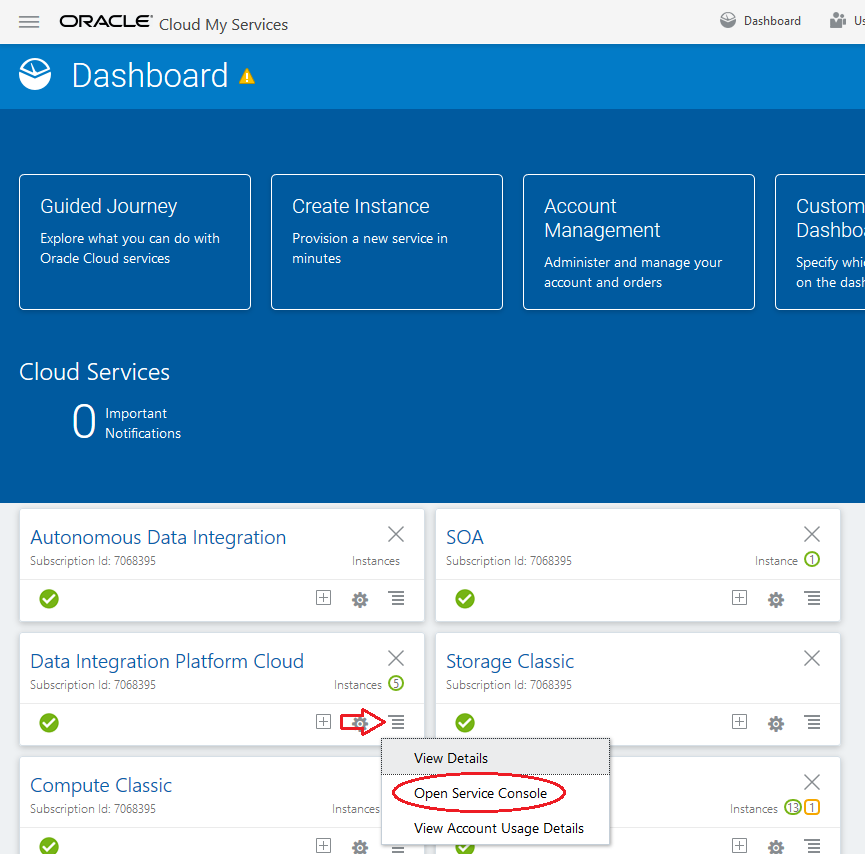 ORACLE Cloud My Services
Dashboard
Dashboard
Guided Journey
Explore what you can do with
Oracle Cloud services
Create Instance
Provision a new service in
minutes
Account
Management
Administer and manage your
account and orders
Custom
Dashbo
Specify whi
on the dash
Cloud Services
0
Important
Notifications
Autonomous Data Integration
Subscription Id: 7068395
Instances
SOA
Subscription Id: 7068395
Instance 1
Data Integration Platform Cloud
Subscription Id: 7068395
Instances 5
Storage Classic
Subscription Id: 7068395
View Details
Open Service Console
View Account Usage Details
Compute Classic
Subscription Id: 7068395
Instances
Instances 13 1